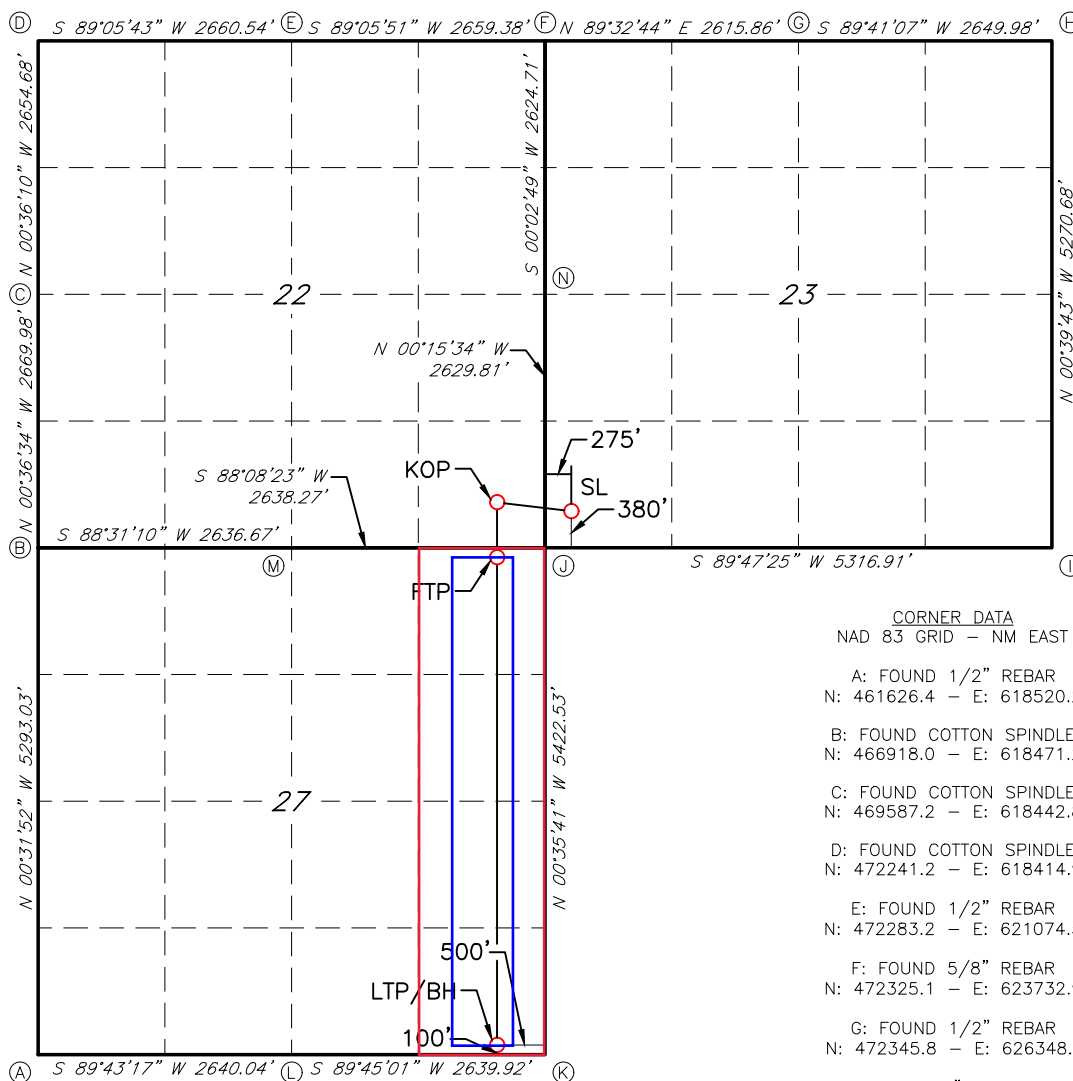 D
S 89°05'43" W 2660.54'
E
S 89°05'51" W 2659.38'
F
N 89°32'44" E 2615.86'
G
S 89°41'07" W 2649.98'
H
N 00°36'10" W 2654.68'
S 00°02'49" W 2624.71'
N 00°39'43" W 5270.68'
C
22
N
23
N 00°15'34" W
2629.81'
N 00°36'34" W 2669.98'
275'
KOP
SL
S 88°08'23" W
2638.27'
380'
S 88°31'10" W 2636.67'
B
M
J
S 89°47'25" W 5316.91'
I
FTP
CORNER DATA
NAD 83 GRID – NM EAST
A: FOUND 1/2" REBAR
N: 461626.4 – E: 618520.
B: FOUND COTTON SPINDLE
N: 466918.0 – E: 618471.
C: FOUND COTTON SPINDLE
N: 469587.2 – E: 618442.
D: FOUND COTTON SPINDLE
N: 472241.2 – E: 618414.
E: FOUND 1/2" REBAR
N: 472283.2 – E: 621074.
F: FOUND 5/8" REBAR
N: 472325.1 – E: 623732.
G: FOUND 1/2" REBAR
N: 472345.8 – E: 626348.
N 00°31'52" W 5293.03'
27
N 00°35'41" W 5422.53'
500'
LTP/BH
100'
A
S 89°43'17" W 2640.04'
L
S 89°45'01" W 2639.92'
K